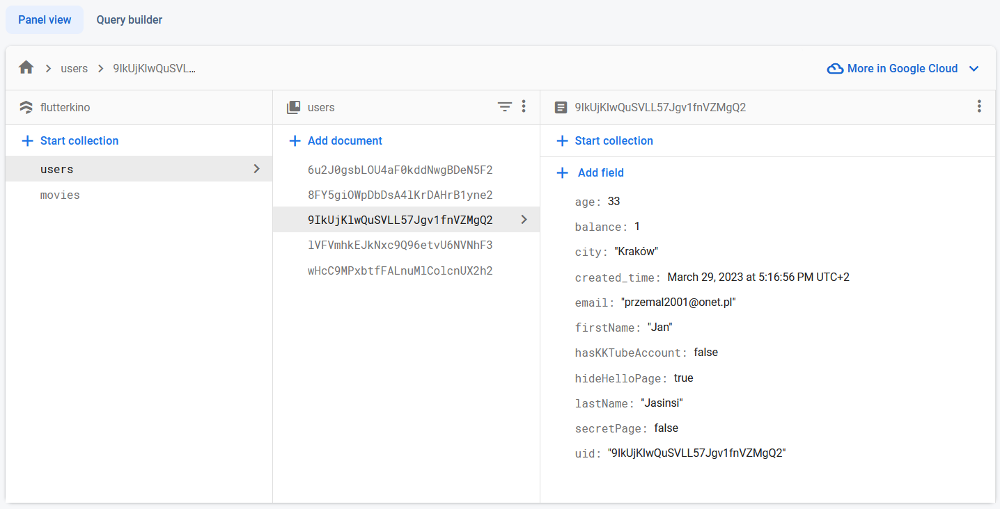 Panel view Query builder
users 9IkUjKlwQuSVL... More in Google Cloud
flutterkino
Start collection
users
movies
users
Add document
6u2J0gsbLOU4aF0kddNwgBDeN5F2
8FY5giOWpDbDsA4lKrDAHrB1yne2
9IkUjKlwQuSVLL57Jgv1fnVZMgQ2
lVFVmhkEJkNxc9Q96etvU6NVNhF3
wHcC9MPxbtfFALnuMlColcnUX2h2
9IkUjKlwQuSVLL57Jgv1fnVZMgQ2
Start collection
Add field
age: 33
balance: 1
city: "Kraków"
created_time: March 29, 2023 at 5:16:56 PM UTC+2
email: "przemal2001@onet.pl"
firstName: "Jan"
hasKKTubeAccount: false
hideHelloPage: true
lastName: "Jasinsi"
secretPage: false
uid: "9IkUjKlwQuSVLL57Jgv1fnVZMgQ2"